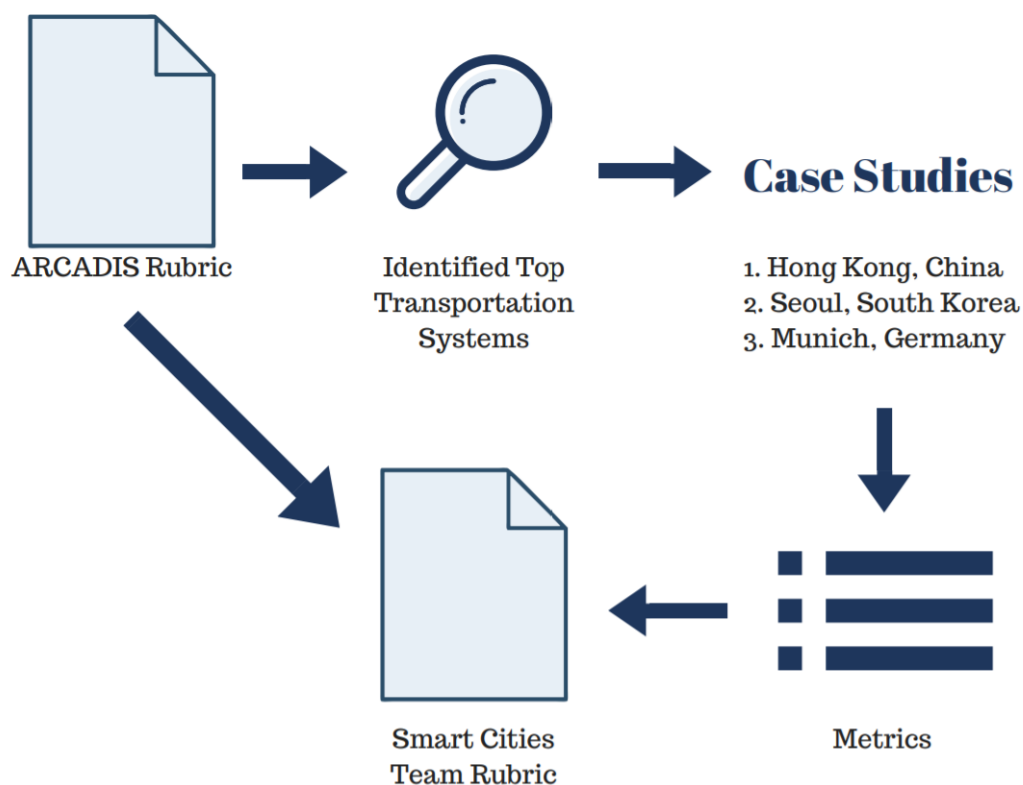 ARCADIS Rubric
Identified Top
Transportation
Systems
Case Studies
1. Hong Kong, China
2. Seoul, South Korea
3. Munich, Germany
Smart Cities
Team Rubric
Metrics